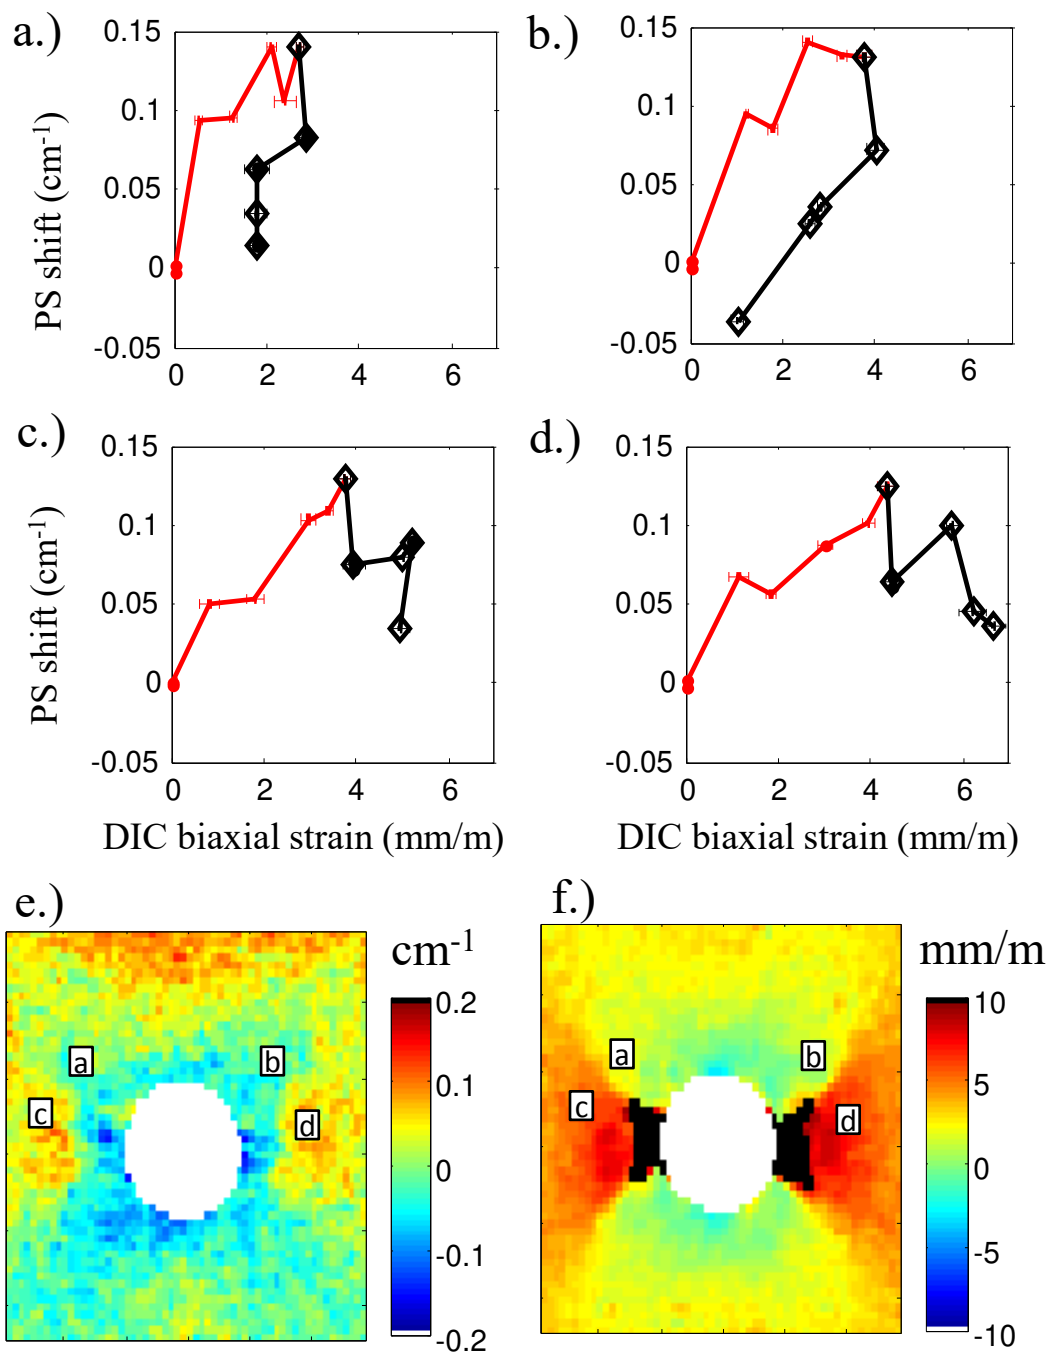 a.)
b.)
0.15
0.1
0.05
0
-0.05
0 2 4 6
PS shift (cm-1)
0.15
0.1
0.05
0
-0.05
0 2 4 6
c.)
d.)
0.15
0.1
0.05
0
-0.05
0 2 4 6
PS shift (cm-1)
DIC biaxial strain (mm/m)
0.15
0.1
0.05
0
-0.05
0 2 4 6
DIC biaxial strain (mm/m)
e.)
f.)
cm-1
0.2
0.1
0
-0.1
-0.2
a
b
c
d
mm/m
10
5
0
-5
-10
a
b
c
d